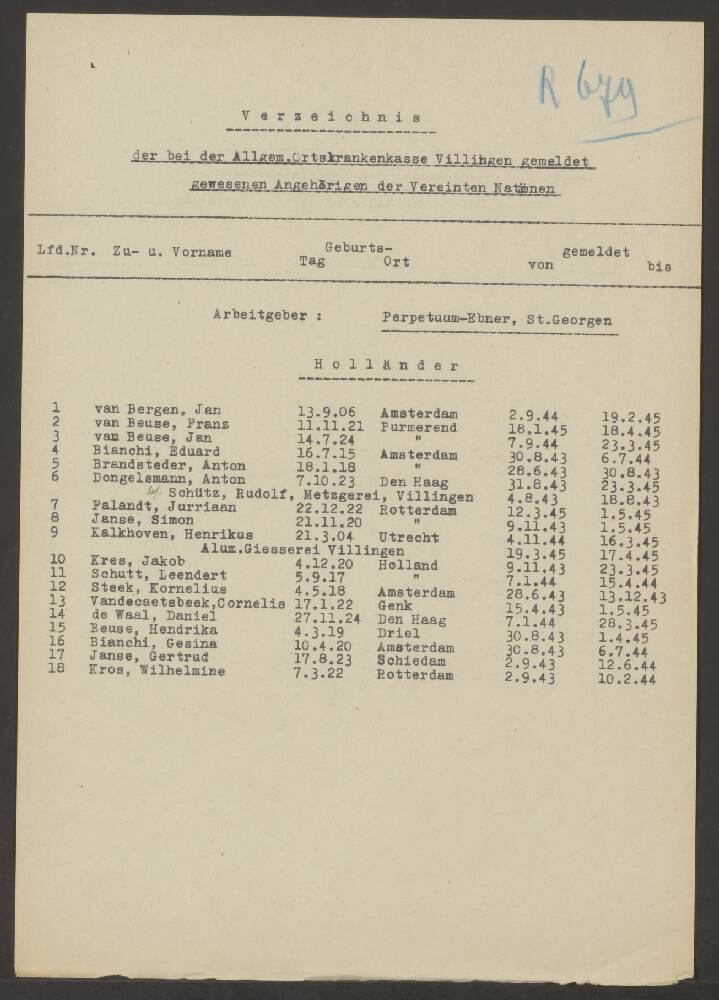 R 679
Verzeichnis
der bei der Allgem.Ortskrankenkasse Villingen gemeldet
gewesenen Angehörigen der Vereinten Natönen
Lfd.Nr. Zu- u. Vorname Geburts- Tag Ort gemeldet von bis
Arbeitgeber : Perpetuum-Ebner, St.Georgen
Holländer
1 van Bergen, Jan 13.9.06 Amsterdam 2.9.44 19.2.45
2 van Beuse, Franz 11.11.21 Purmerend 18.1.45 18.4.45
3 van Beuse, Jan 14.7.24 " 7.9.44 23.3.45
4 Bianchi, Eduard 16.7.15 Amsterdam 30.8.43 6.7.44
5 Brandsteder, Anton 18.1.18 " 28.6.43 30.8.43
6 Dongelsmann, Anton 7.10.23 Den Haag 31.8.43 23.3.45
Schütz, Rudolf, Metzgerei, Villingen 4.8.43 18.8.43
7 Palandt, Jurriaan 22.12.22 Rotterdam 12.3.45 1.5.45
8 Janse, Simon 21.11.20 " 9.11.43 1.5.45
9 Kalkhoven, Henrikus 21.3.04 Utrecht 4.11.44 16.3.45
Alum.Giesserei Villingen 19.3.45 17.4.45
10 Kres, Jakob 4.12.20 Holland 9.11.43 23.3.45
11 Schutt, Leendert 5.9.17 " 7.1.44 15.4.44
12 Steek, Kornelius 4.5.18 Amsterdam 28.6.43 13.12.43
13 Vandecaetsbeek,Cornelis 17.1.22 Genk 15.4.43 1.5.45
14 de Waal, Daniel 27.11.24 Den Haag 7.1.44 28.3.45
15 Beuse, Hendrika 4.3.19 Driel 30.8.43 1.4.45
16 Bianchi, Gesina 10.4.20 Amsterdam 30.8.43 6.7.44
17 Janse, Gertrud 17.8.23 Schiedam 2.9.43 12.6.44
18 Kros, Wilhelmine 7.3.22 Rotterdam 2.9.43 10.2.44